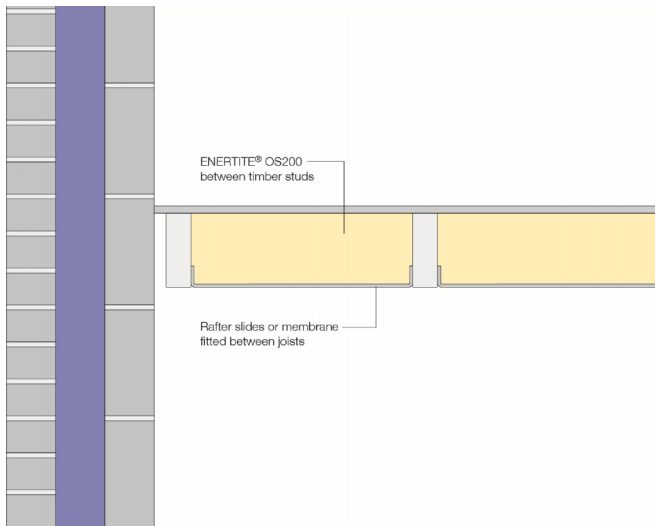 ENERTITE® OS200
between timber studs
Rafter slides or membrane
fitted between joists